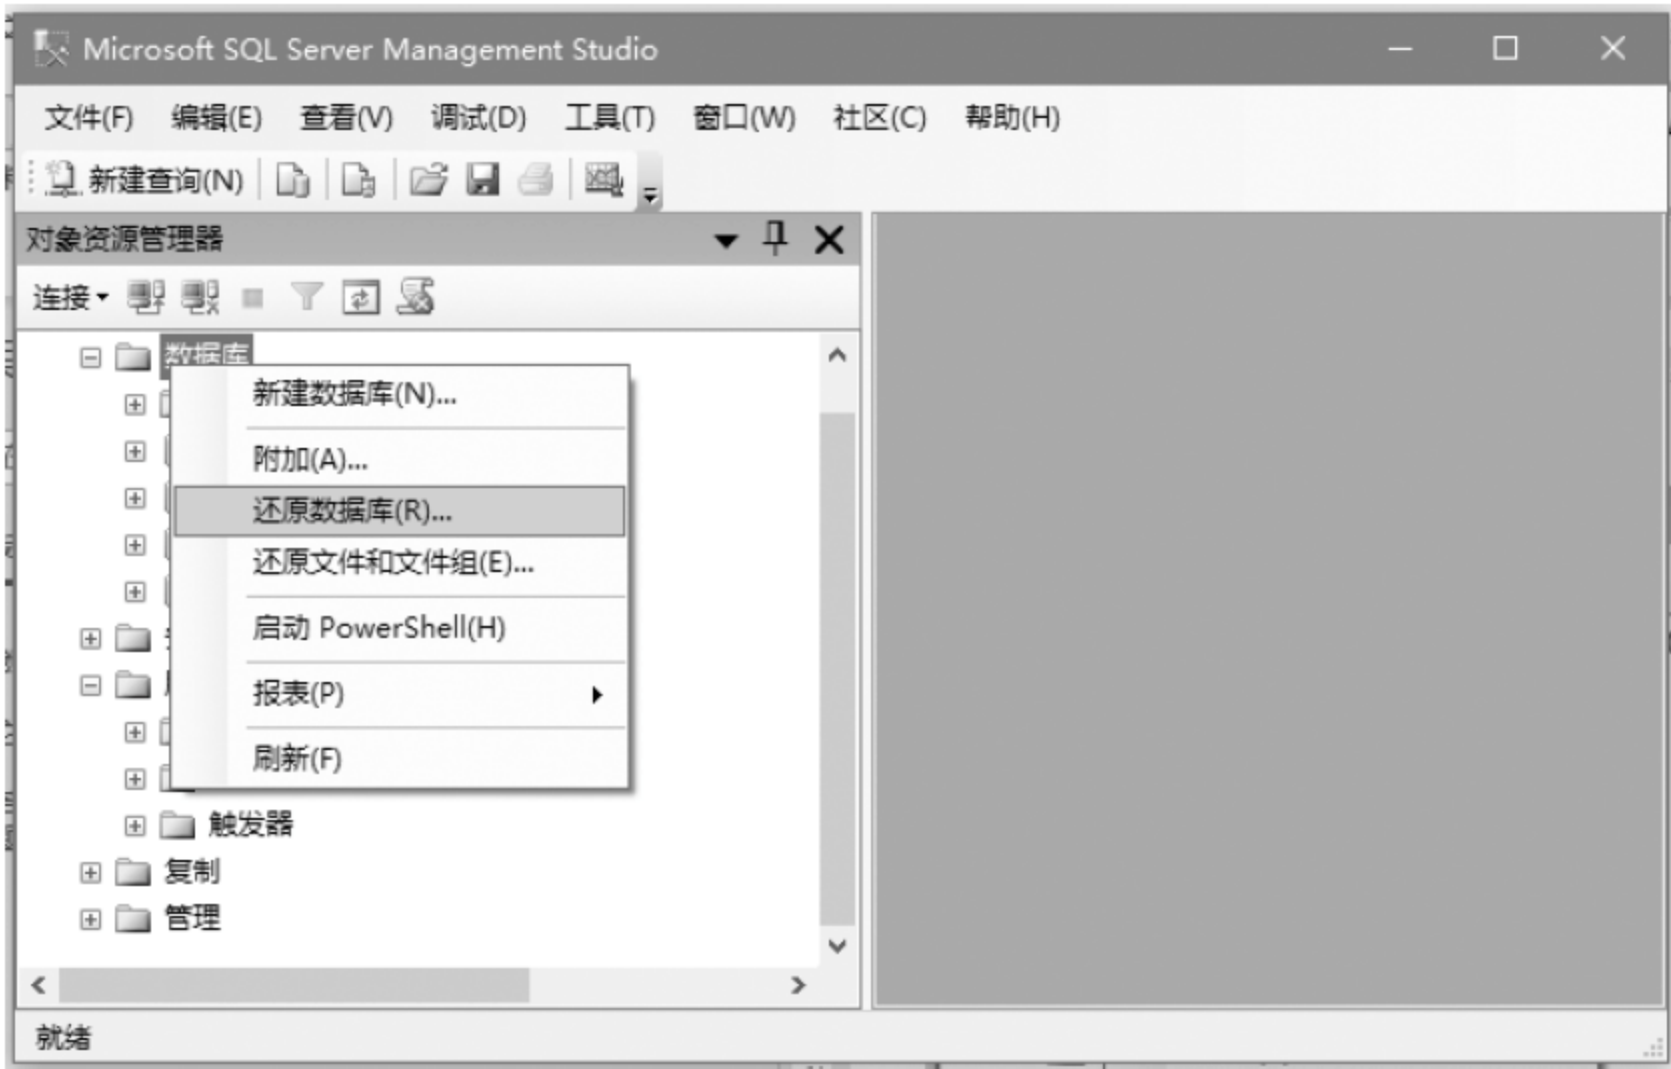 Microsoft SQL Server Management Studio
文件(F) 编辑(E) 查看(V) 调试(D) 工具(T) 窗口(W) 社区(C) 帮助(H)
新建查询(N)
对象资源管理器
连接
数据库
新建数据库(N)...
附加(A)...
还原数据库(R)...
还原文件和文件组(E)...
启动 PowerShell(H)
报表(P)
刷新(F)
触发器
复制
管理
就绪